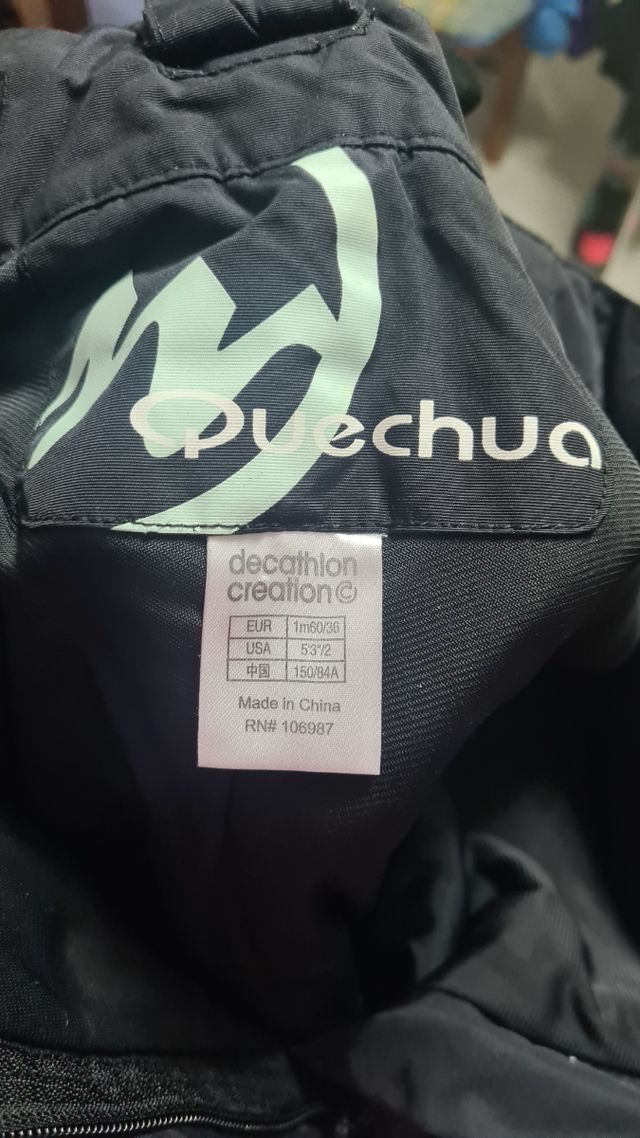 Quechua
decathlon
creation©
EUR 1m60/36
USA 5'3"/2
中国 150/84A
Made in China
RN# 106987